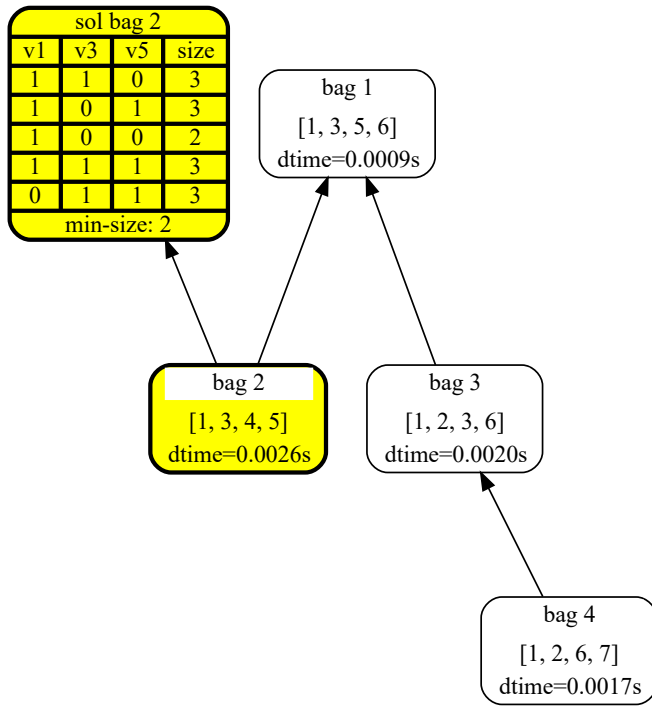 sol bag 2
v1 v3 v5 size
1 1 0 3
1 0 1 3
1 0 0 2
1 1 1 3
0 1 1 3
min-size: 2
bag 1
[1, 3, 5, 6]
dtime=0.0009s
bag 2
[1, 3, 4, 5]
dtime=0.0026s
bag 3
[1, 2, 3, 6]
dtime=0.0020s
bag 4
[1, 2, 6, 7]
dtime=0.0017s